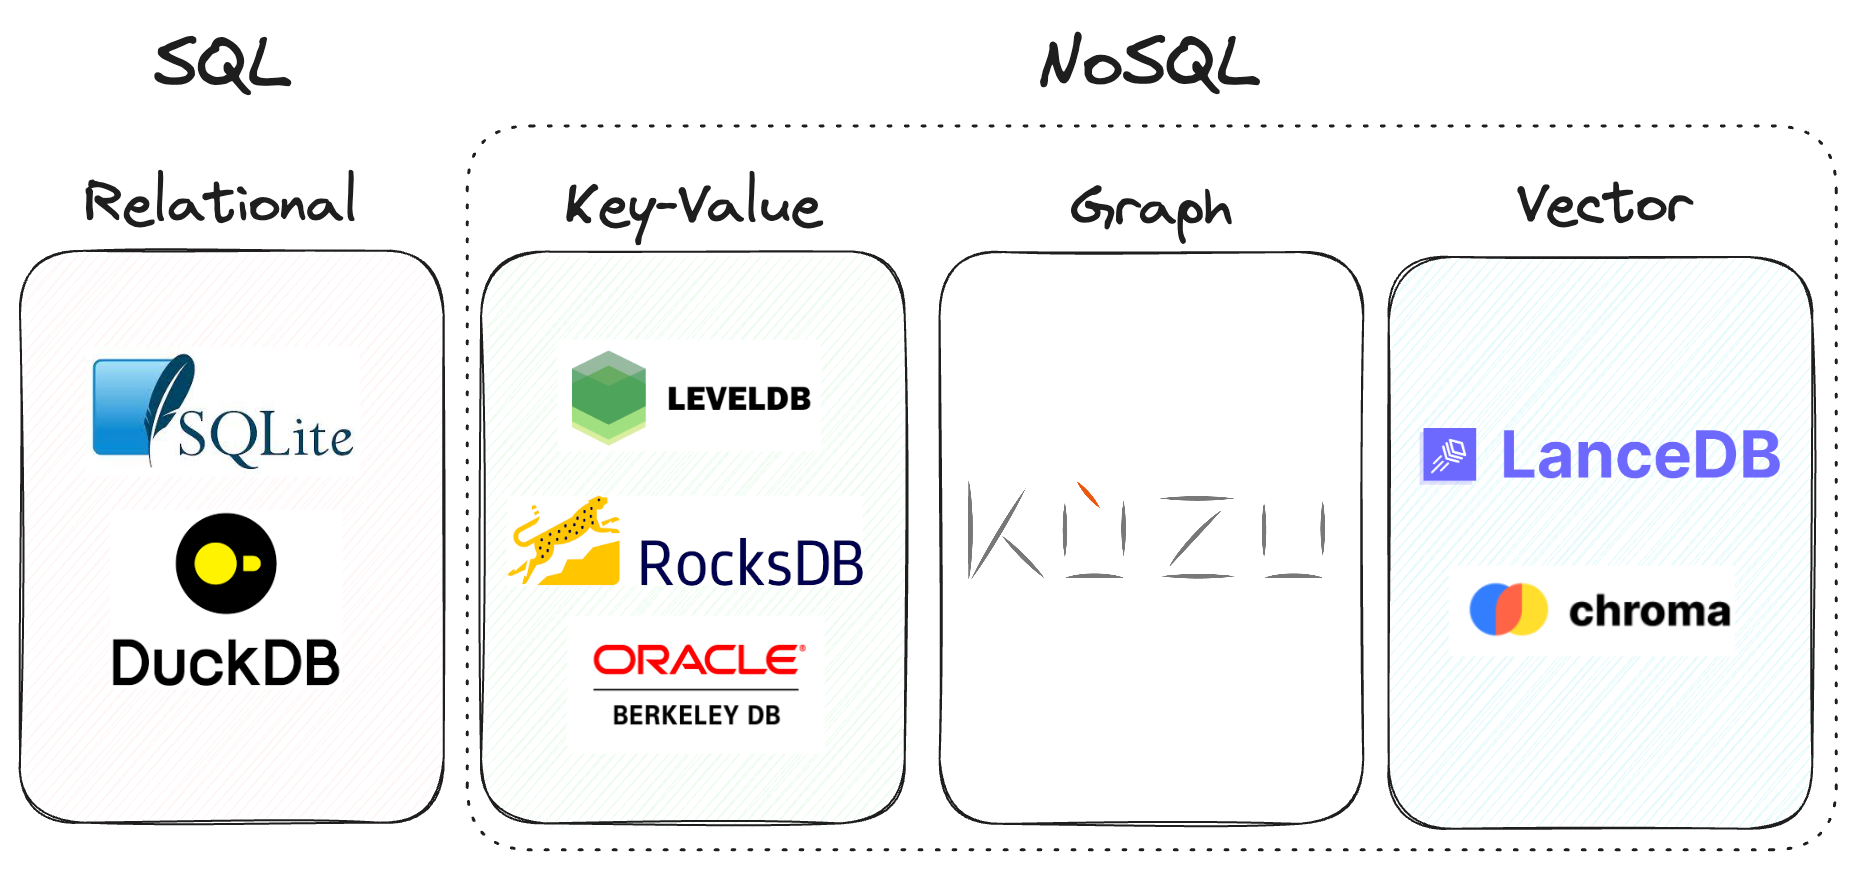 SQL
NoSQL
Relational
Key-Value
Graph
Vector
SQLite
DuckDB
LEVELDB
RocksDB
ORACLE®
BERKELEY DB
KÙZU
LanceDB
chroma